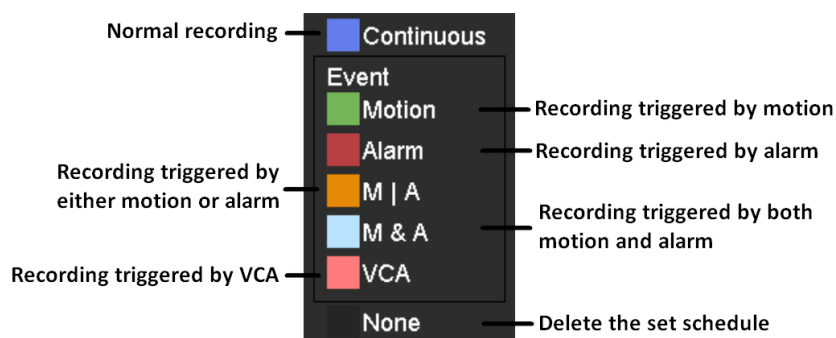 Normal recording
Continuous
Event
Motion
Recording triggered by motion
Alarm
Recording triggered by alarm
Recording triggered by
either motion or alarm
M | A
M & A
Recording triggered by both
motion and alarm
Recording triggered by VCA
VCA
None
Delete the set schedule